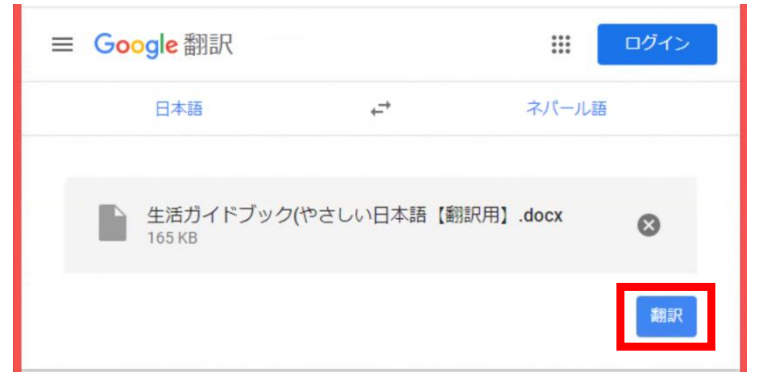 Google 翻訳
ログイン
日本語
ネパール語
生活ガイドブック(やさしい日本語【翻訳用】.docx
165 KB
翻訳